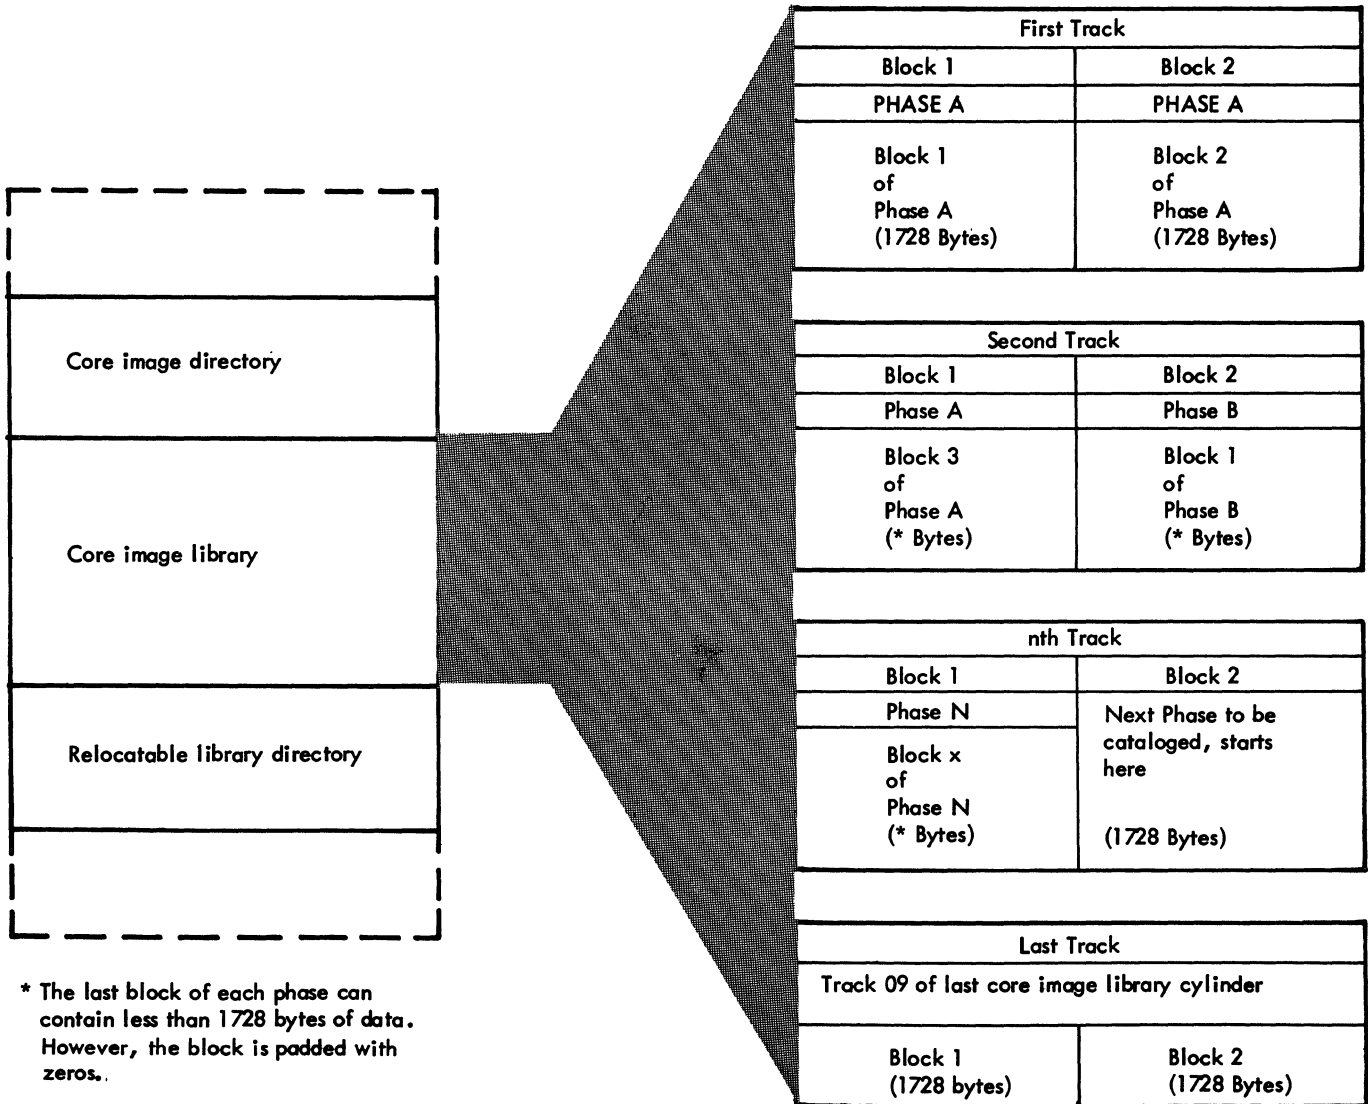 Core image directory
Core image library
Relocatable library directory
* The last block of each phase can
contain less than 1728 bytes of data.
However, the block is padded with
zeros.
First Track
Block 1
Block 2
PHASE A
PHASE A
Block 1
of
Phase A
(1728 Bytes)
Block 2
of
Phase A
(1728 Bytes)
Second Track
Block 1
Block 2
Phase A
Phase B
Block 3
of
Phase A
(* Bytes)
Block 1
of
Phase B
(* Bytes)
nth Track
Block 1
Block 2
Phase N
Block x
of
Phase N
(* Bytes)
Next Phase to be
cataloged, starts
here
(1728 Bytes)
Last Track
Track 09 of last core image library cylinder
Block 1
(1728 bytes)
Block 2
(1728 Bytes)